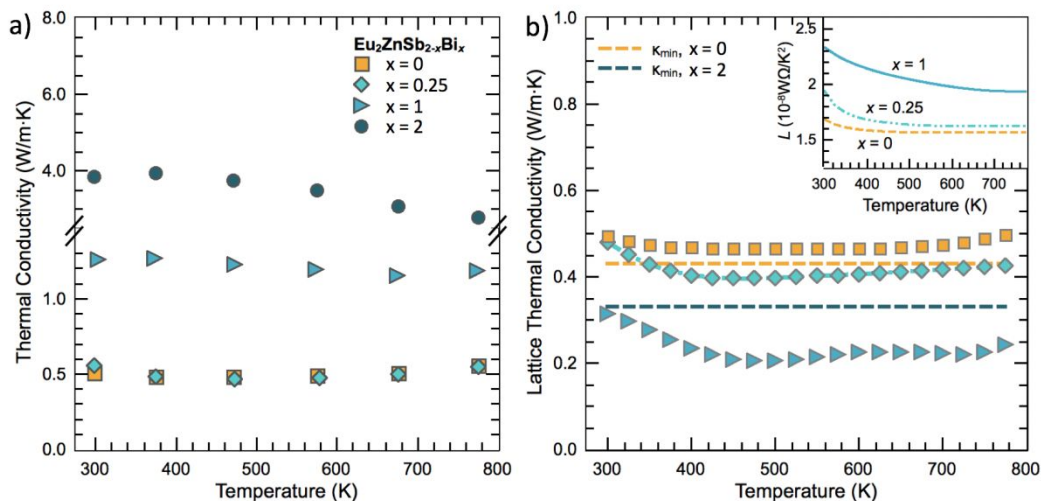 a)
8.0
4.0
1.0
0.5
0.0
Thermal Conductivity (W/m·K)
Eu₂ZnSb₂₋ₓBiₓ
x = 0
x = 0.25
x = 1
x = 2
300 400 500 600 700 800
Temperature (K)
b)
1.0
0.8
0.6
0.4
0.2
0.0
Lattice Thermal Conductivity (W/m·K)
κmin, x = 0
κmin, x = 2
2.5
2
1.5
L (10⁻⁸WΩ/K²)
x = 1
x = 0.25
x = 0
300 400 500 600 700
Temperature (K)
300 400 500 600 700 800
Temperature (K)